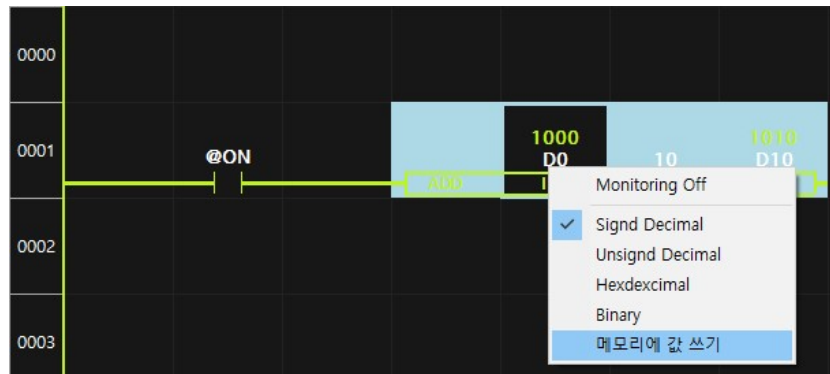 0000
1000
1010
0001
@ON
D0
10
D10
ADD
Monitoring Off
Signd Decimal
Unsignd Decimal
0002
Hexdexcimal
Binary
메모리에 값 쓰기
0003